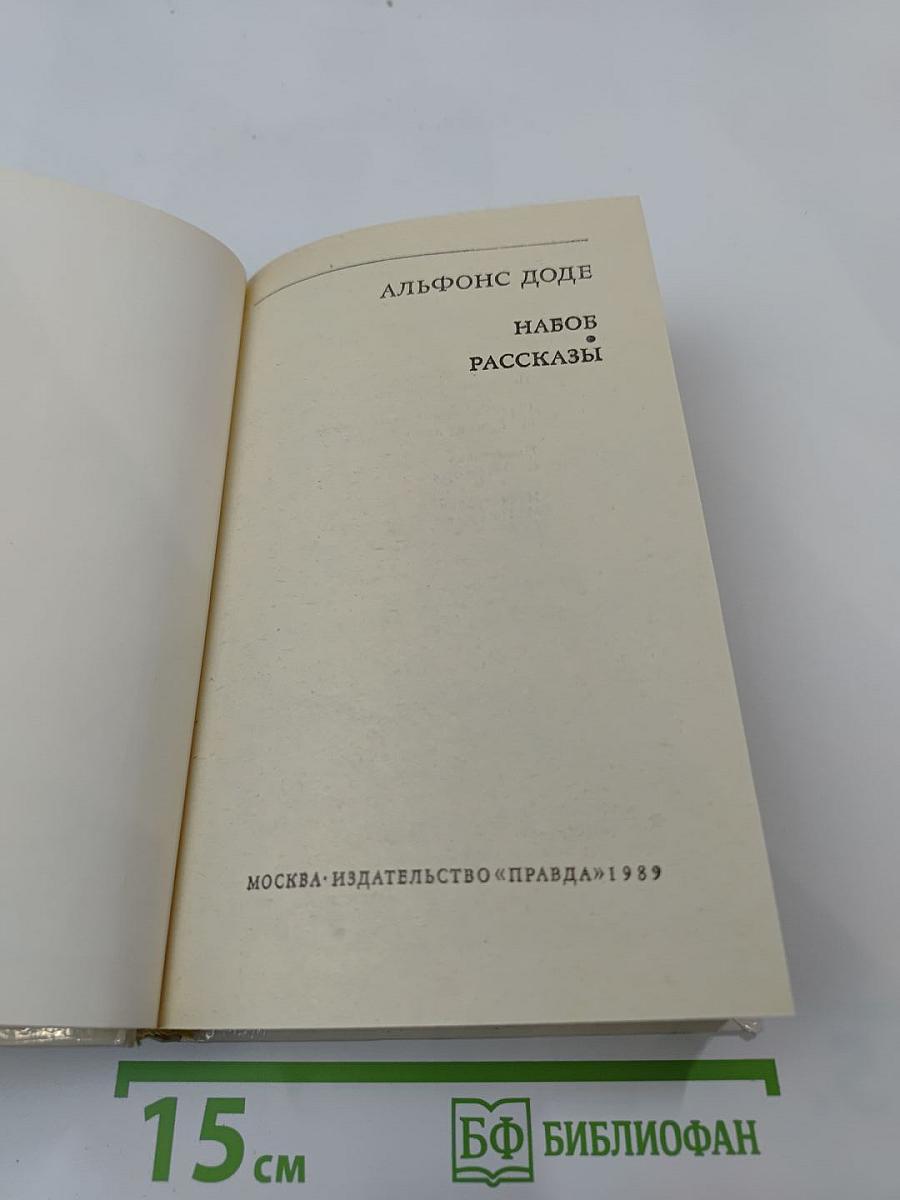 АЛЬФОНС ДОДЕ
НАБОБ
•
РАССКАЗЫ
МОСКВА·ИЗДАТЕЛЬСТВО «ПРАВДА» 1989
15 см
БФ БИБЛИОФАН